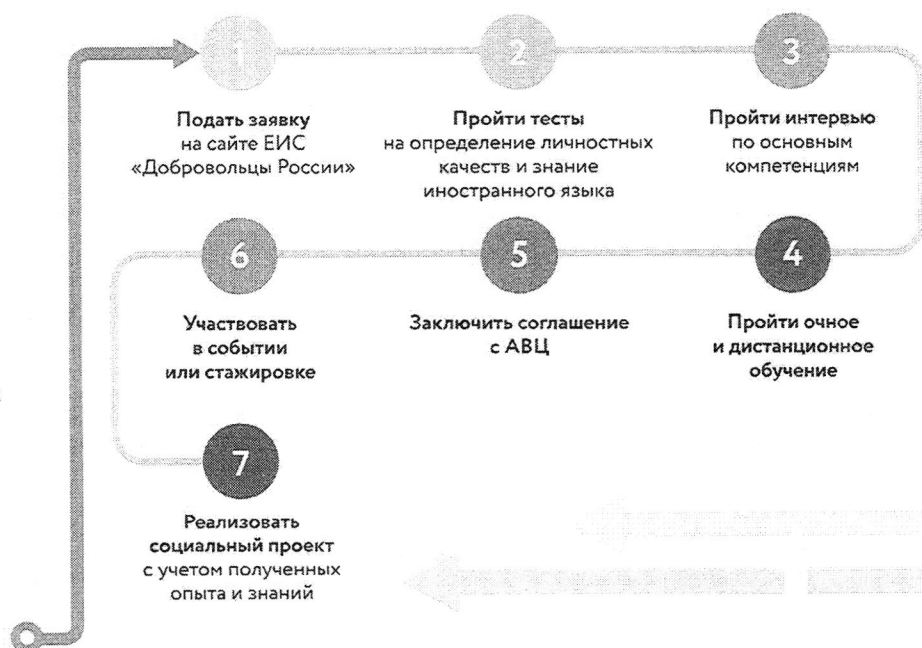 1
Подать заявку
на сайте ЕИС
«Добровольцы России»
2
Пройти тесты
на определение личностных
качеств и знание
иностранного языка
3
Пройти интервью
по основным
компетенциям
4
Пройти очное
и дистанционное
обучение
5
Заключить соглашение
с АВЦ
6
Участвовать
в событии
или стажировке
7
Реализовать
социальный проект
с учетом полученных
опыта и знаний